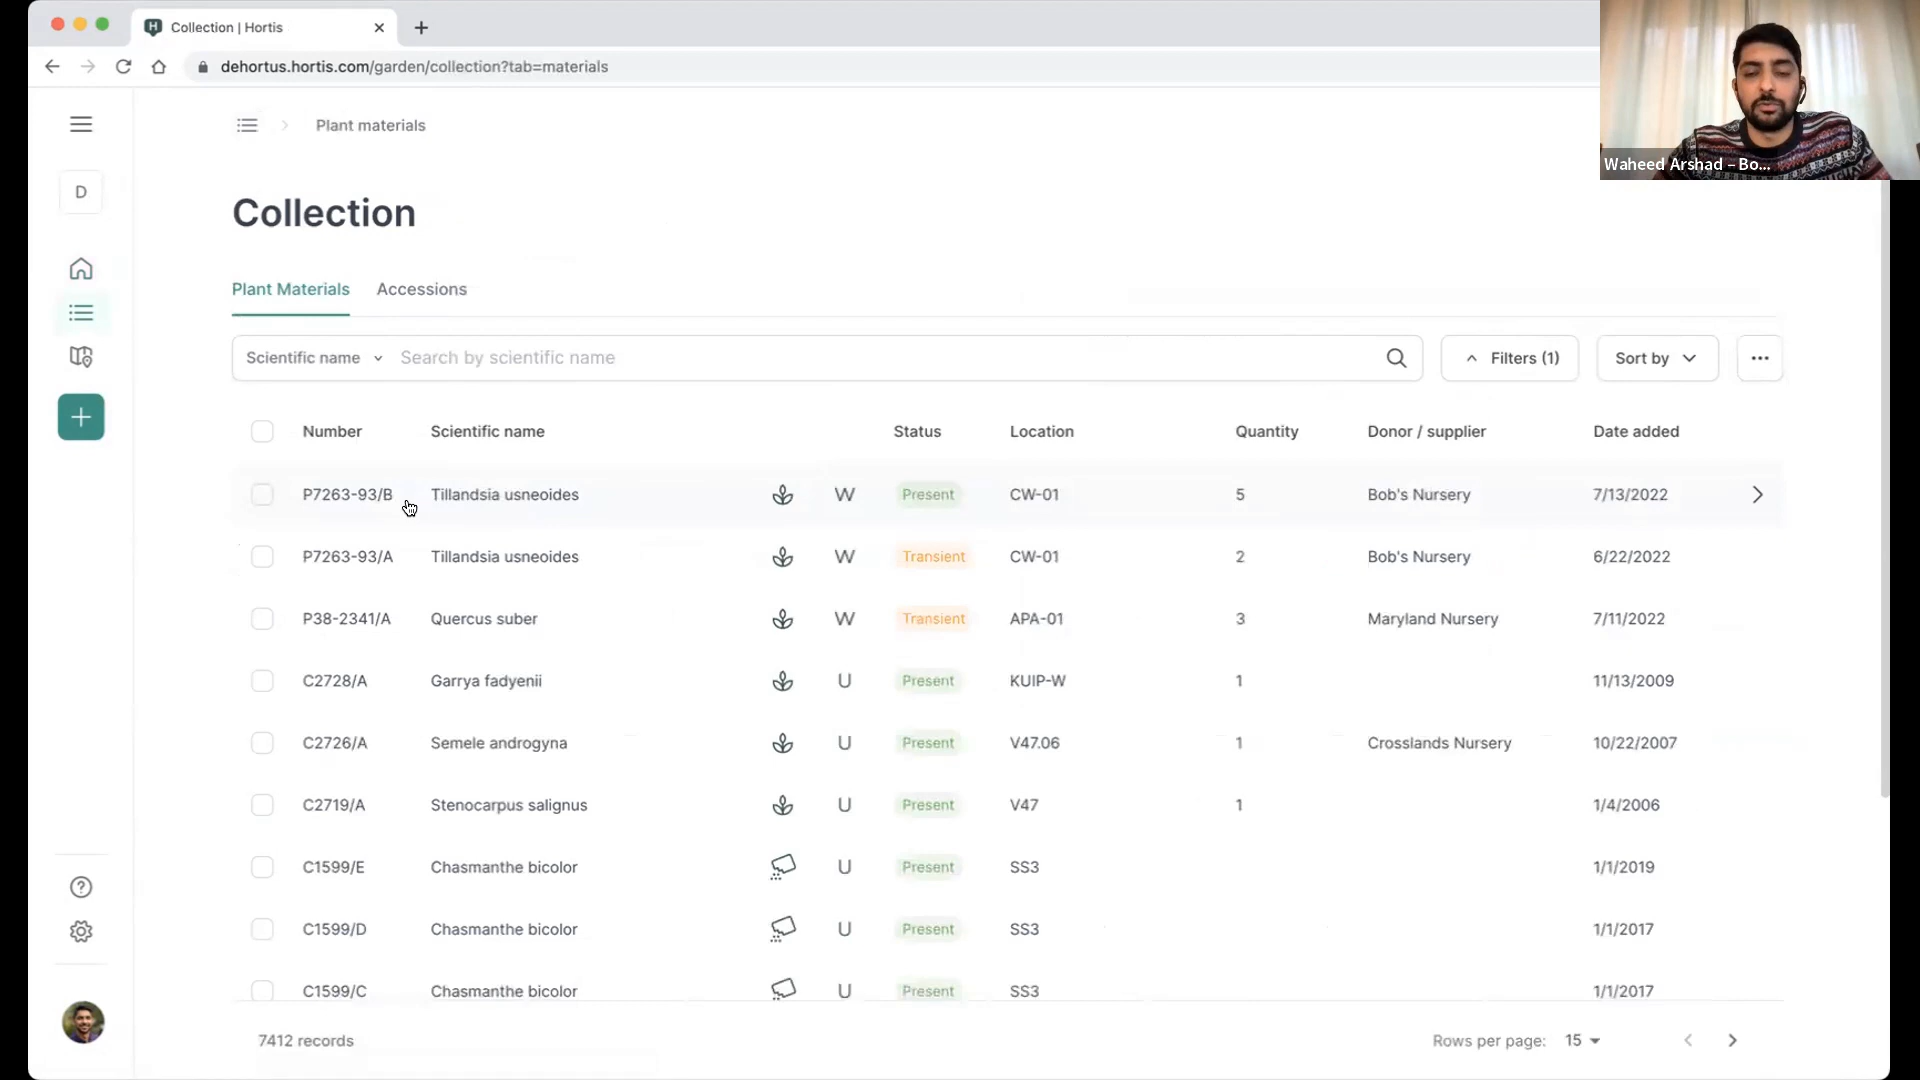 Collection | Hortis
dehortus.hortis.com/garden/collection?tab=materials
Waheed Arshad – Bo...
Plant materials
D
Collection
Plant Materials Accessions
Scientific name Search by scientific name Filters (1) Sort by
Number Scientific name Status Location Quantity Donor / supplier Date added
P7263-93/B Tillandsia usneoides W Present CW-01 5 Bob's Nursery 7/13/2022
P7263-93/A Tillandsia usneoides W Transient CW-01 2 Bob's Nursery 6/22/2022
P38-2341/A Quercus suber W Transient APA-01 3 Maryland Nursery 7/11/2022
C2728/A Garrya fadyenii U Present KUIP-W 1 11/13/2009
C2726/A Semele androgyna U Present V47.06 1 Crosslands Nursery 10/22/2007
C2719/A Stenocarpus salignus U Present V47 1 1/4/2006
C1599/E Chasmanthe bicolor U Present SS3 1/1/2019
C1599/D Chasmanthe bicolor U Present SS3 1/1/2017
C1599/C Chasmanthe bicolor U Present SS3 1/1/2017
7412 records Rows per page: 15